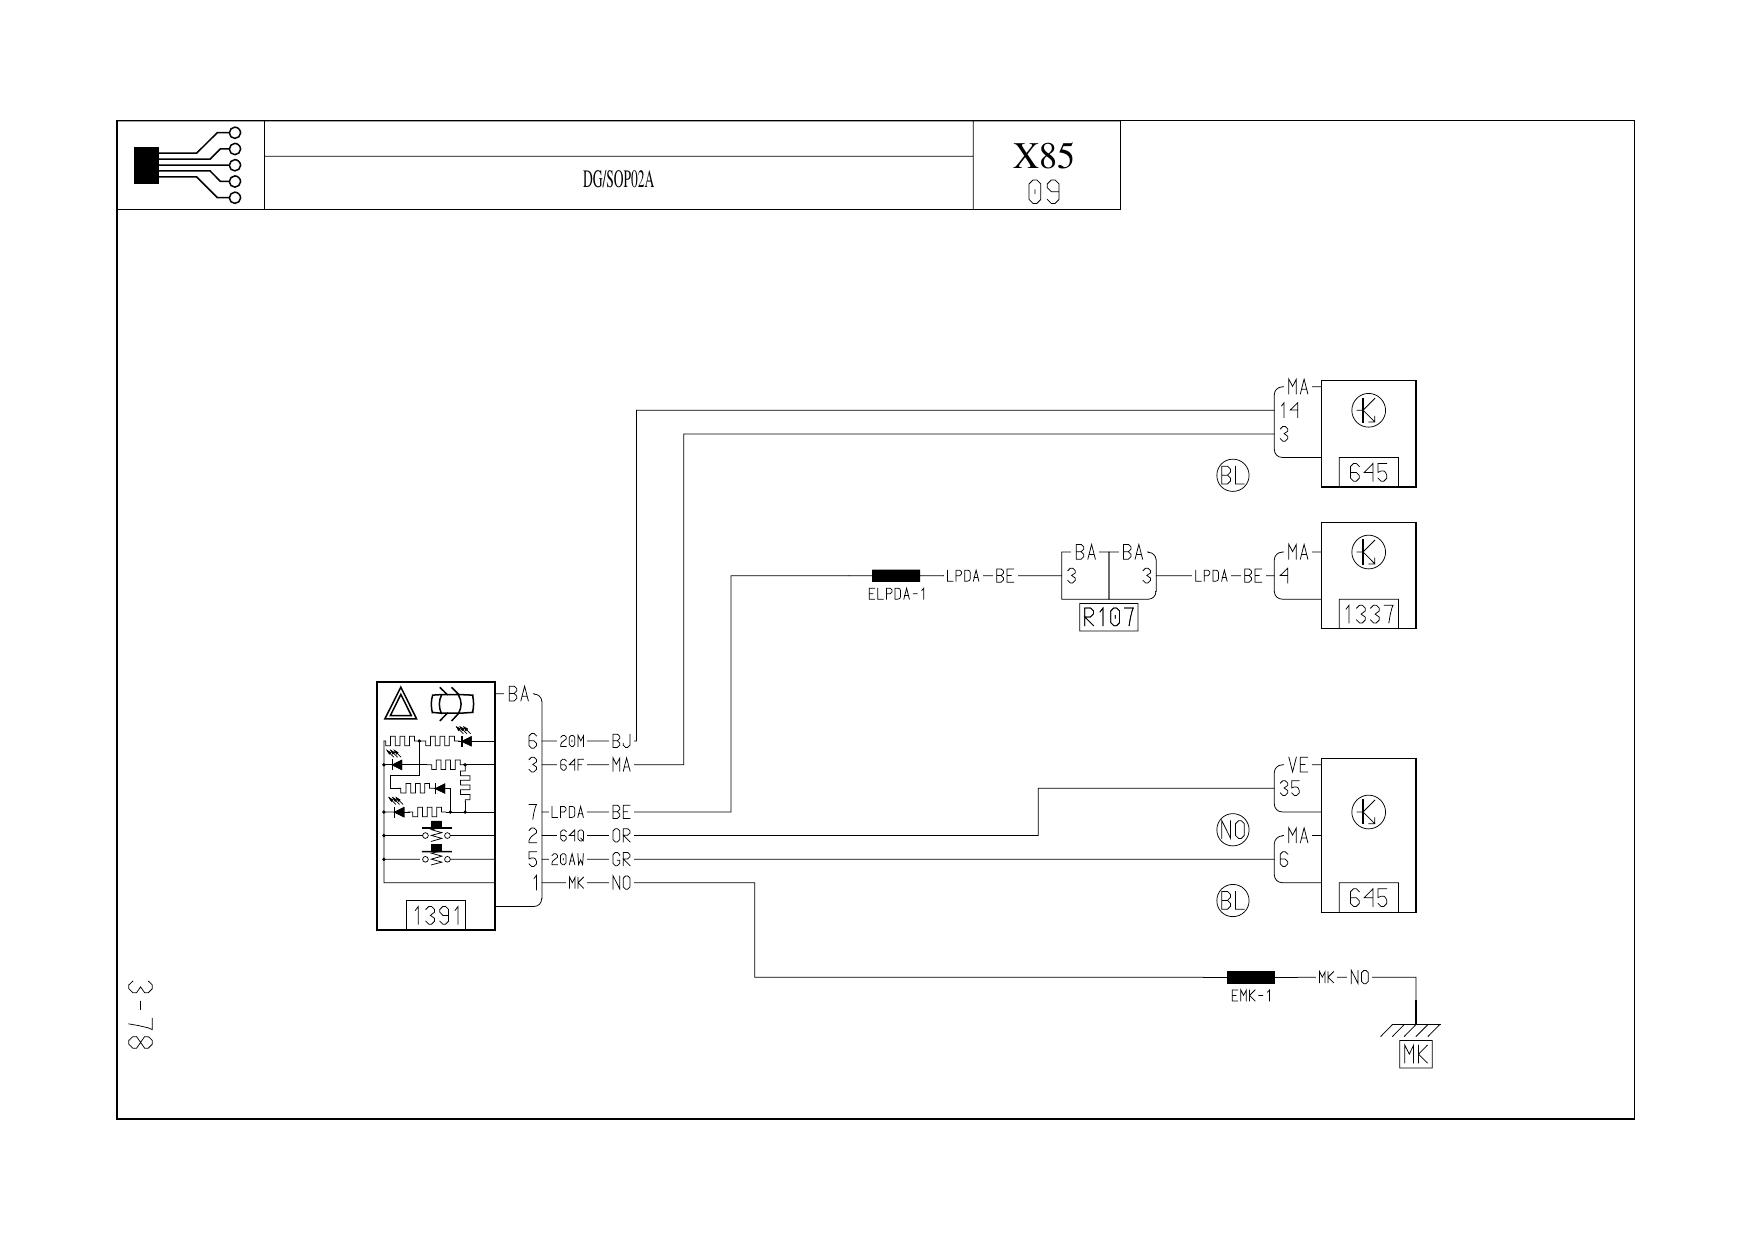 X85
DG/SOP02A
09
MA
14
3
BL
645
BA BA MA
ELPDA-1 LPDA BE 3 3 LPDA BE 4
R107
1337
BA
6 20M BJ
3 64F MA
7 LPDA BE
2 64Q OR
5 20AW GR
1 MK NO
1391
VE
35
NO
MA
6
BL
645
EMK-1
MK NO
MK
3-78